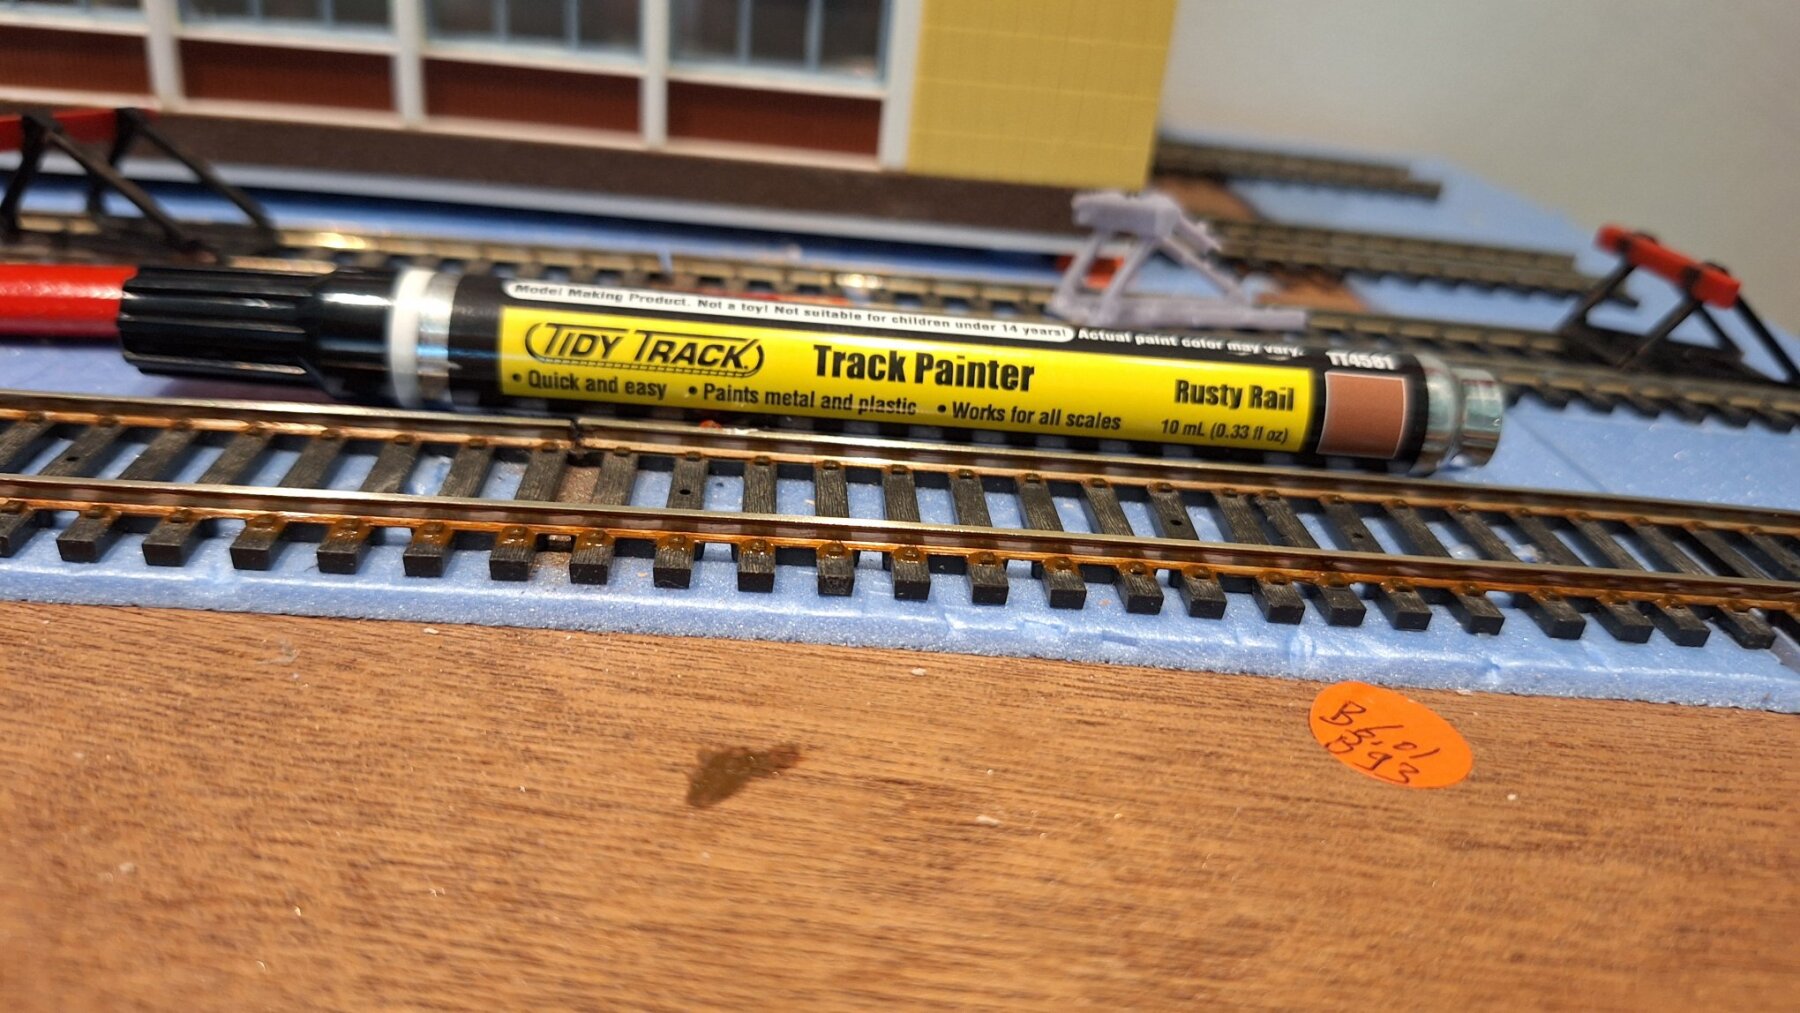 Model Making Product. Not a toy! Not suitable for children under 14 years! Actual paint color may vary.
TT4581
TIDY TRACK
Track Painter
Rusty Rail
• Quick and easy • Paints metal and plastic • Works for all scales
10 mL (0.33 fl oz)
B93